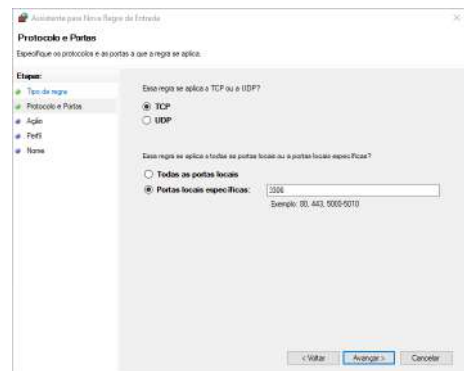 Assistente para Nova Regra de Entrada
Protocolo e Portas
Especifique os protocolos e as portas a que a regra se aplica.
Etapas:
Tipo de regra
Protocolo e Portas
Ação
Perfil
Nome
Essa regra se aplica a TCP ou a UDP?
TCP
UDP
Essa regra se aplica a todas as portas locais ou a portas locais específicas?
Todas as portas locais
Portas locais específicas:
3306
Exemplo: 80, 443, 5000-5010
< Voltar
Avançar >
Cancelar